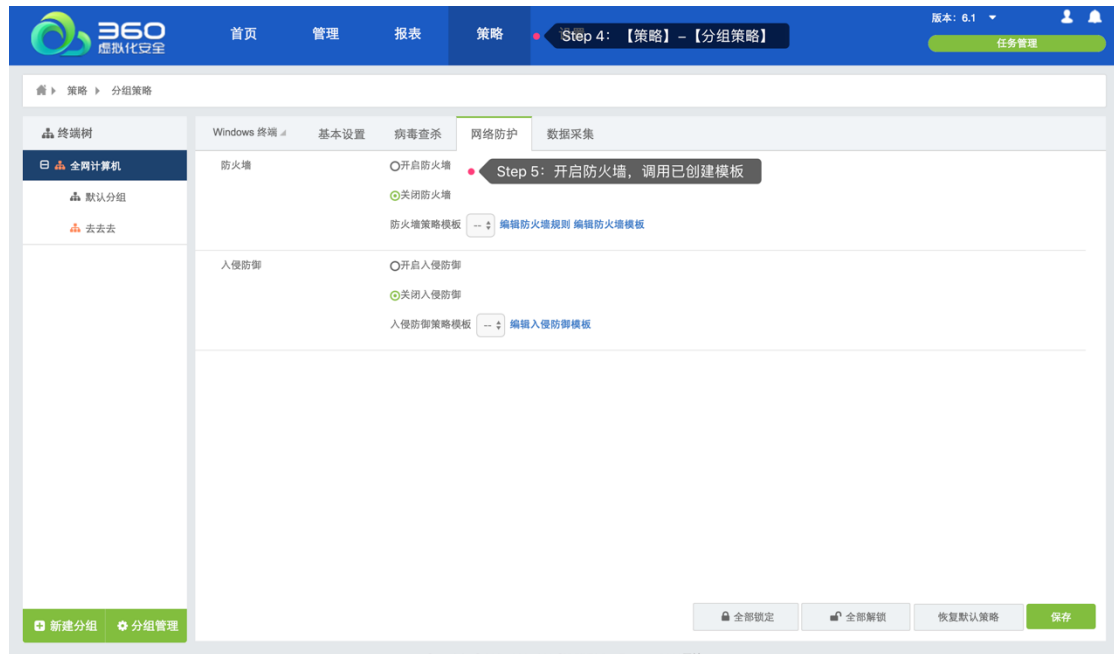 360
虚拟化安全
首页 管理 报表 策略 Step 4：【策略】–【分组策略】
版本: 6.1
任务管理
策略 分组策略
终端树
全网计算机
默认分组
去去去
Windows 终端 基本设置 病毒查杀 网络防护 数据采集
防火墙 开启防火墙 Step 5：开启防火墙，调用已创建模板
关闭防火墙
防火墙策略模板 -- 编辑防火墙规则 编辑防火墙模板
入侵防御 开启入侵防御
关闭入侵防御
入侵防御策略模板 -- 编辑入侵防御模板
新建分组 分组管理
全部锁定 全部解锁 恢复默认策略 保存